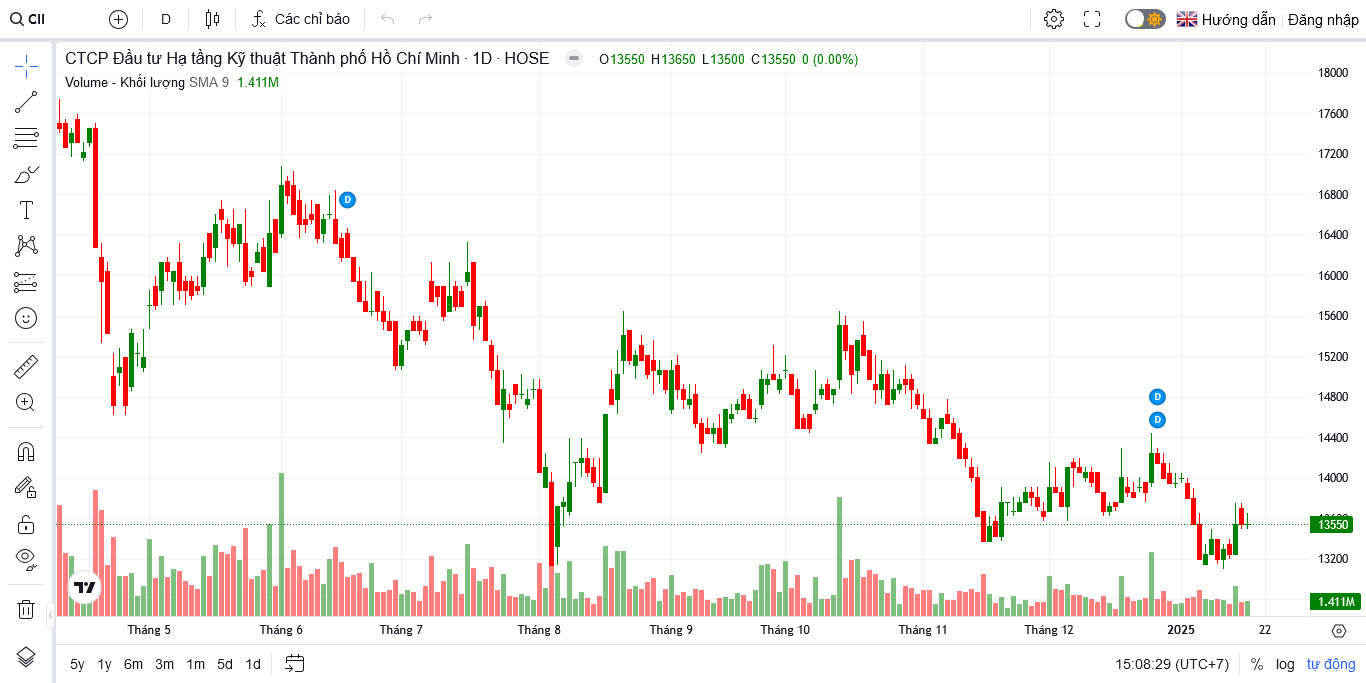 CII
D
Các chỉ báo
Hướng dẫn
Đăng nhập
CTCP Đầu tư Hạ tầng Kỹ thuật Thành phố Hồ Chí Minh · 1D · HOSE
O13550 H13650 L13500 C13550 0 (0.00%)
Volume - Khối lượng SMA 9 1.411M
18000
17600
17200
16800
16400
16000
15600
15200
14800
14400
14000
13550
13200
1.411M
D
D
D
Tháng 5
Tháng 6
Tháng 7
Tháng 8
Tháng 9
Tháng 10
Tháng 11
Tháng 12
2025
22
5y 1y 6m 3m 1m 5d 1d
15:08:29 (UTC+7)
% log tự động